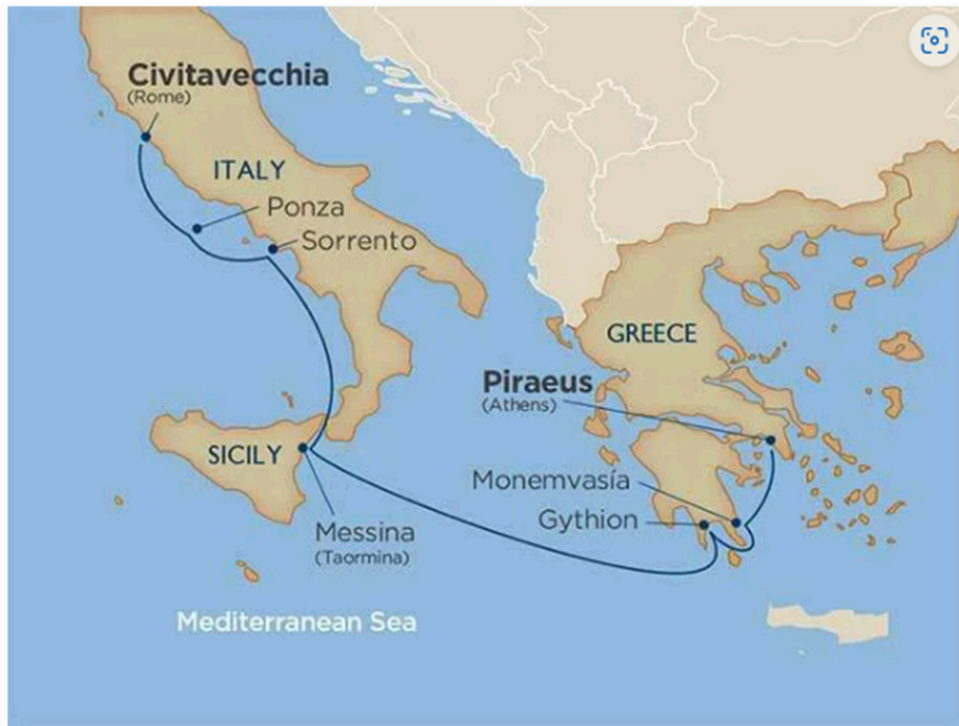 Civitavecchia
(Rome)
ITALY
Ponza
Sorrento
GREECE
Piraeus
(Athens)
SICILY
Monemvasía
Gythion
Messina
(Taormina)
Mediterranean Sea